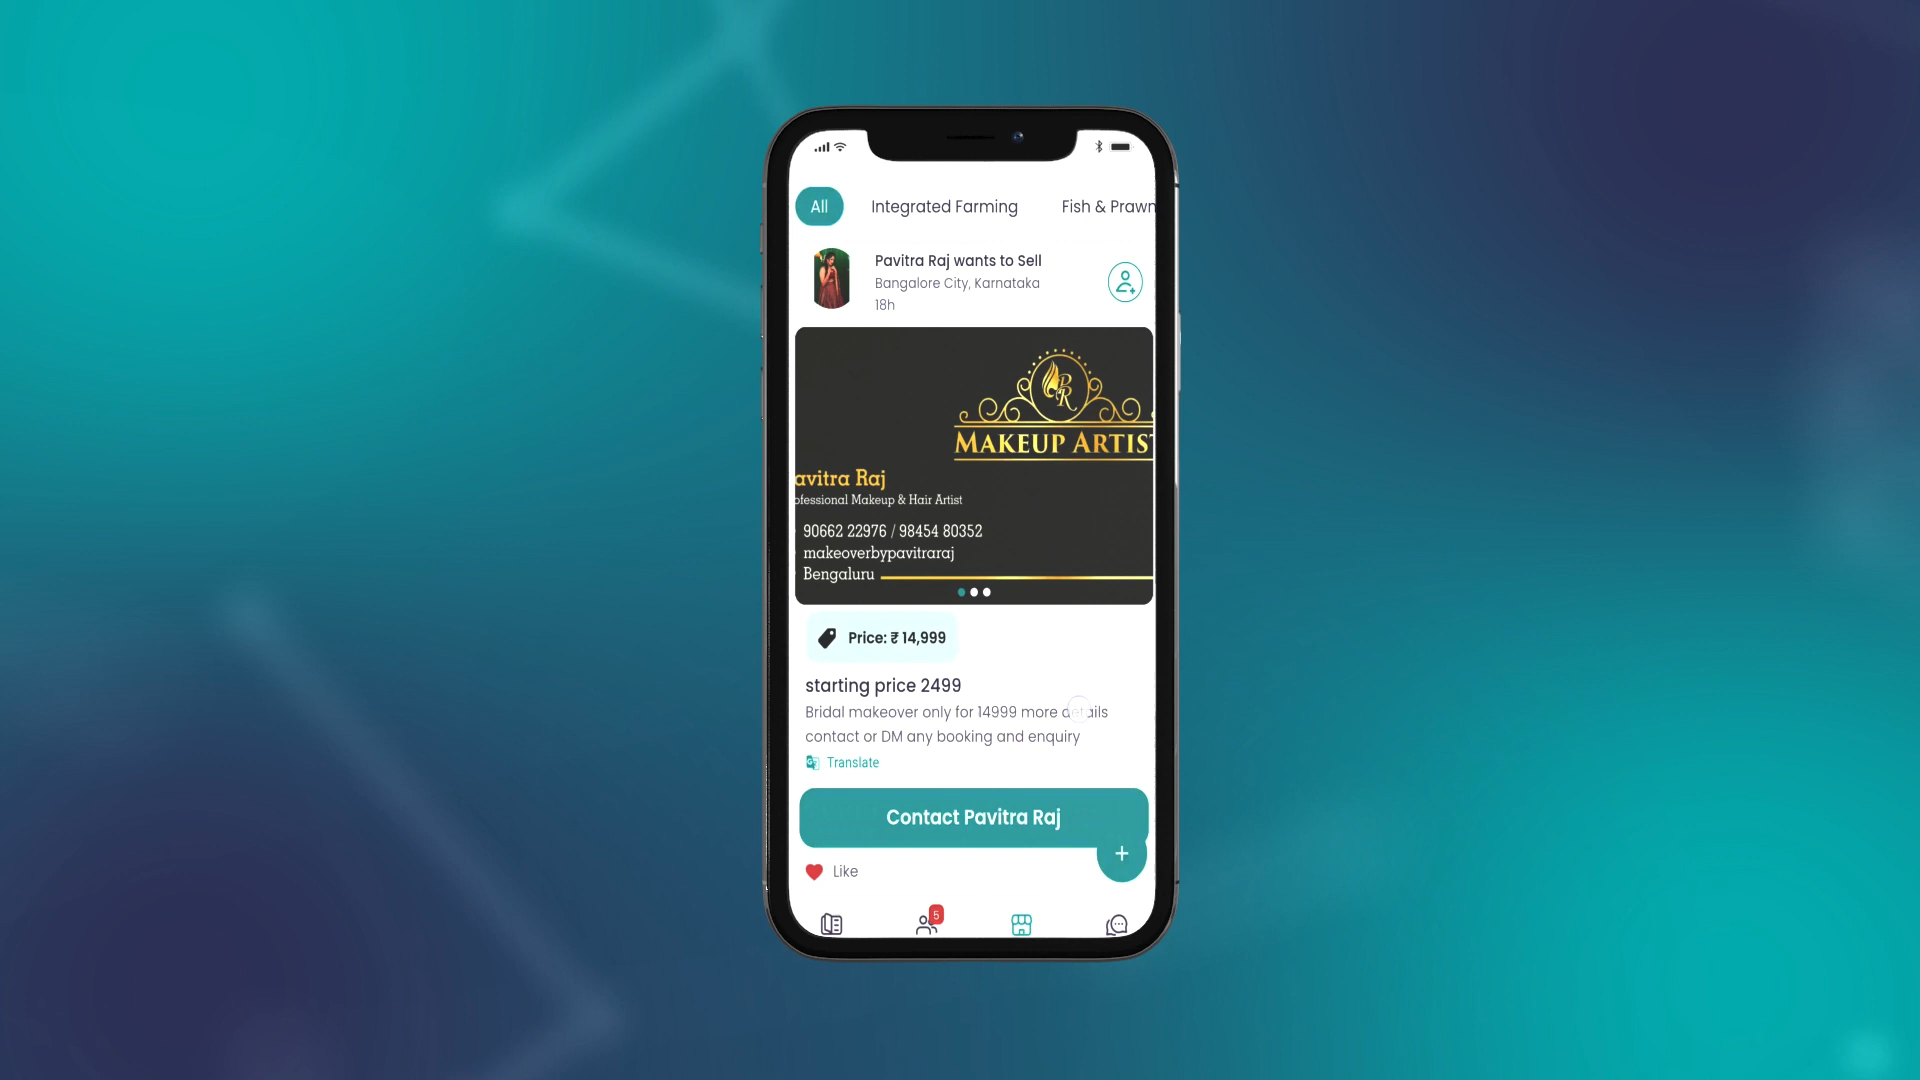 All Integrated Farming Fish & Prawn
Pavitra Raj wants to Sell
Bangalore City, Karnataka
18h
PR
MAKEUP ARTIST
avitra Raj
ofessional Makeup & Hair Artist
90662 22976 / 98454 80352
makeoverbypavitraraj
Bengaluru
Price: ₹ 14,999
starting price 2499
Bridal makeover only for 14999 more details
contact or DM any booking and enquiry
Translate
Contact Pavitra Raj
+
Like
5